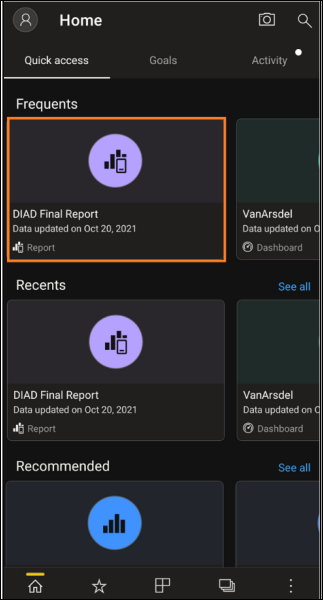 Home
Quick access Goals Activity
Frequents
DIAD Final Report VanArsdel
Data updated on Oct 20, 2021 Data updated on O
Report Dashboard
Recents See all
DIAD Final Report VanArsdel
Data updated on Oct 20, 2021 Data updated on O
Report Dashboard
Recommended See all